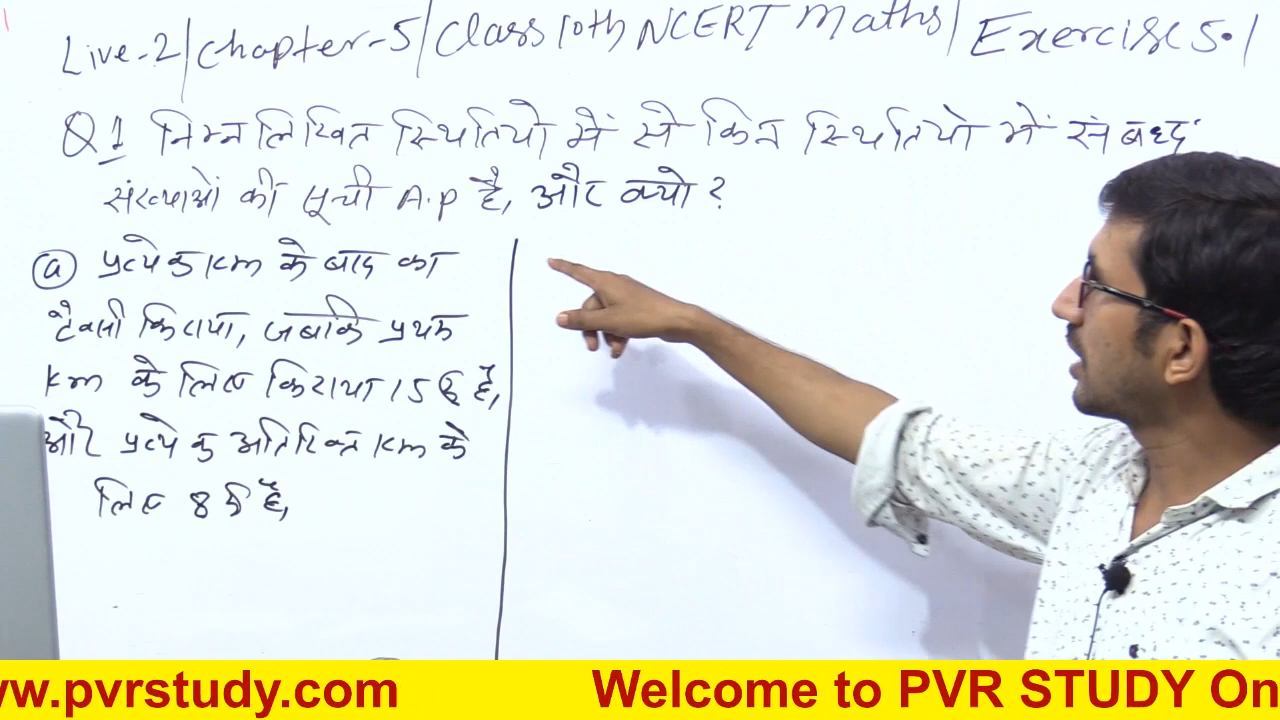 Live-2/Chapter-5/Class 10th NCERT Maths/Exercise 5.1
Q1 निम्नलिखित स्थितियो में से किन स्थितियो में संबध्द
संख्याओं की सूची A.P है, और क्यो ?
(a) प्रत्येक km के बाद का
टैक्सी किराया, जबकि प्रथम
km के लिए किराया 15 रु है,
और प्रत्येक अतिरिक्त km के
लिए 8 रु है,
ww.pvrstudy.com Welcome to PVR STUDY On